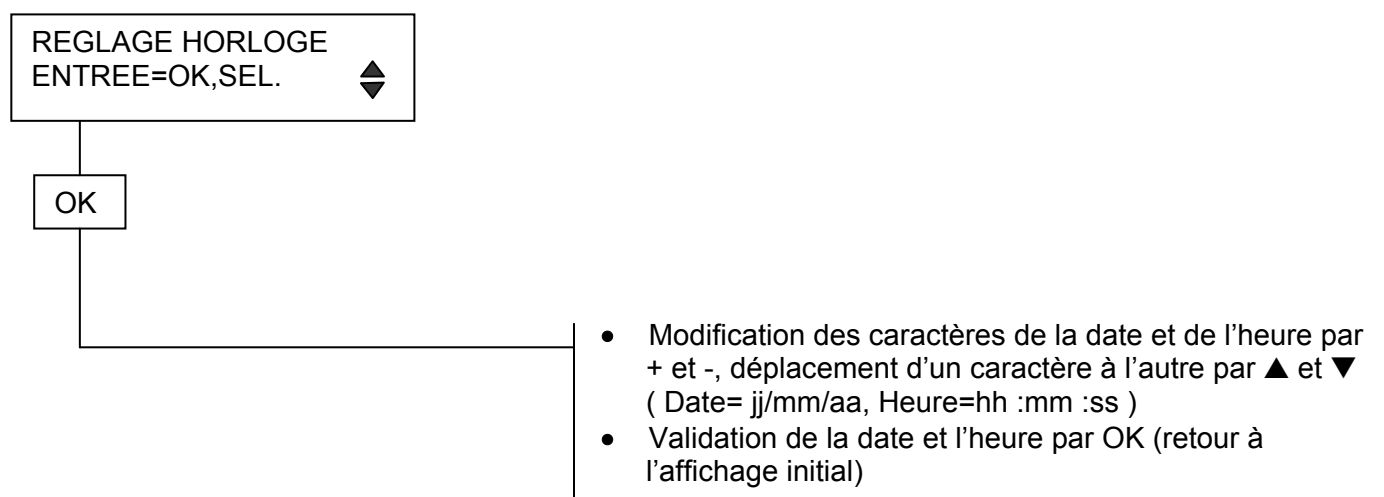 REGLAGE HORLOGE
ENTREE=OK,SEL.
OK
• Modification des caractères de la date et de l’heure par
+ et -, déplacement d’un caractère à l’autre par ▲ et ▼
( Date= jj/mm/aa, Heure=hh :mm :ss )
• Validation de la date et l’heure par OK (retour à
l’affichage initial)